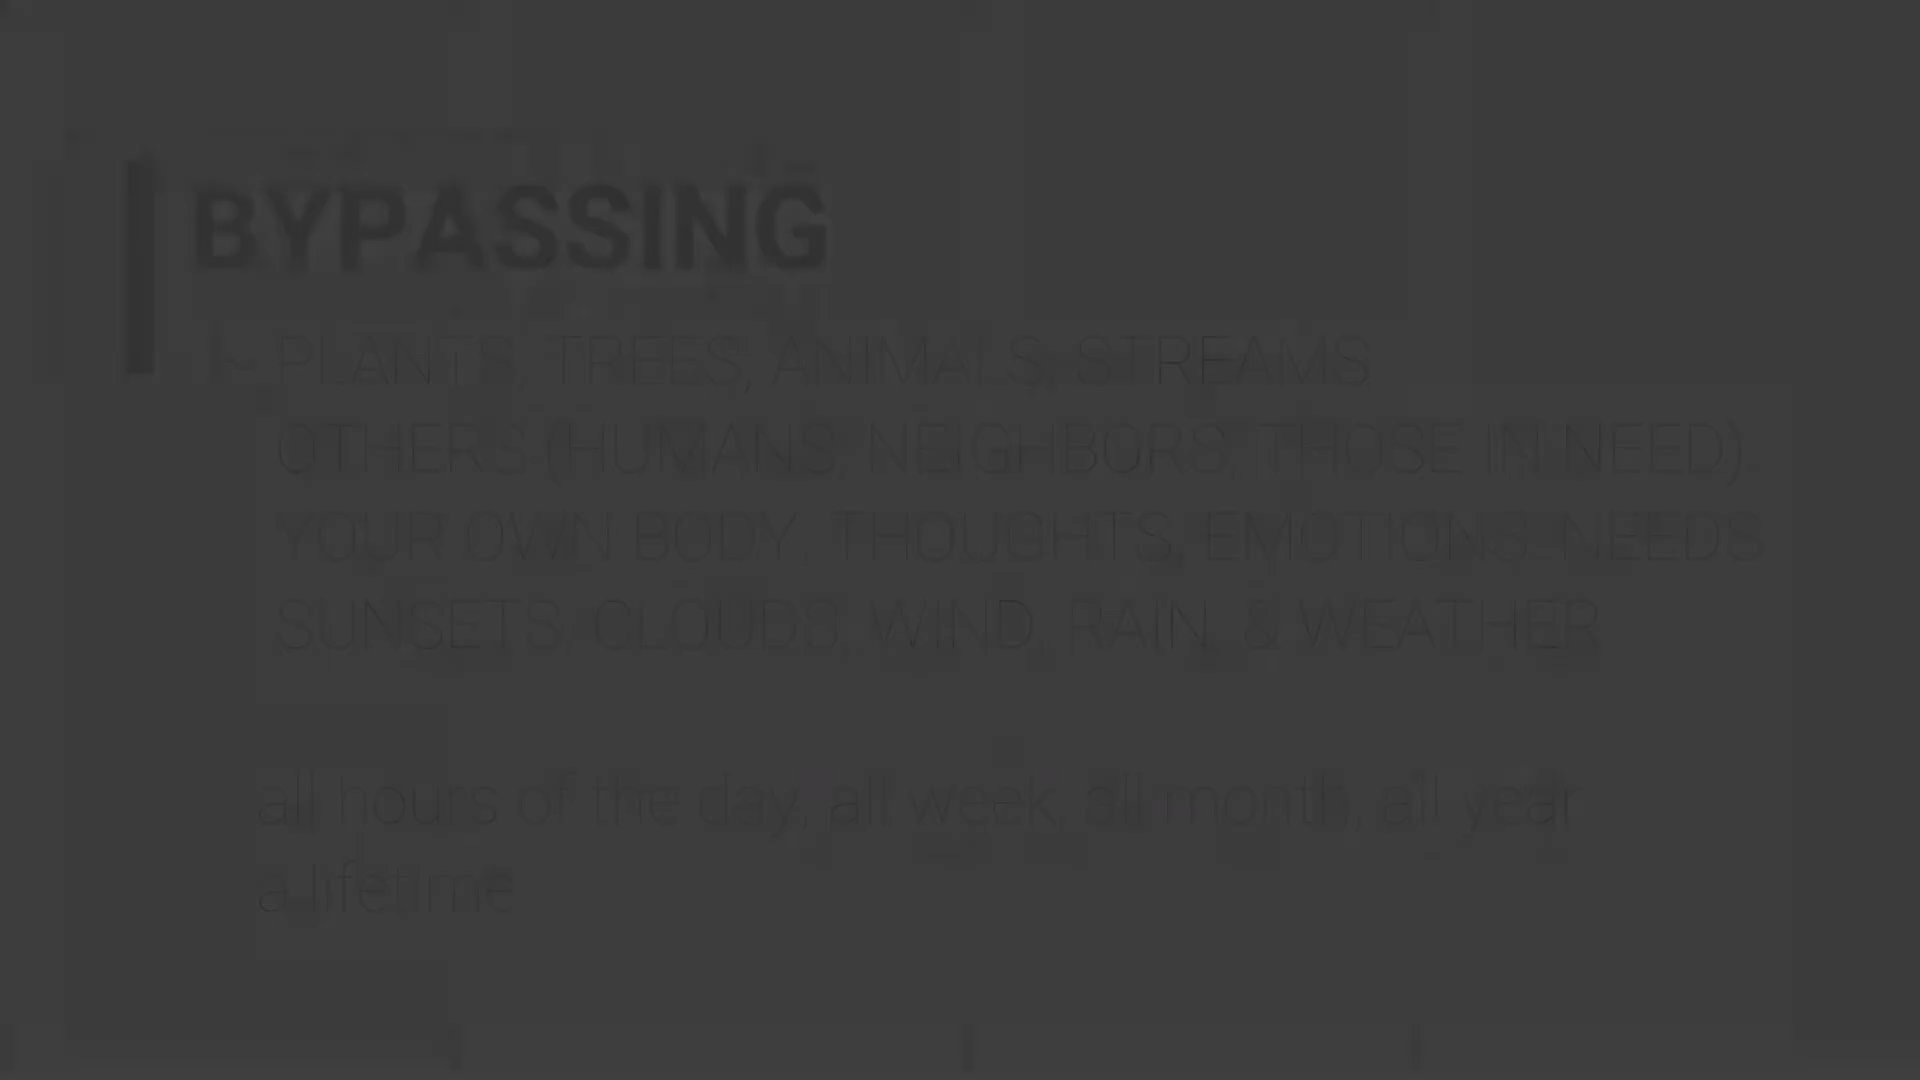 BYPASSING
PLANTS, TREES, ANIMALS, STREAMS
OTHERS (HUMANS, NEIGHBORS, THOSE IN NEED).
YOUR OWN BODY, THOUGHTS, EMOTIONS, NEEDS
SUNSETS, CLOUDS, WIND, RAIN, & WEATHER
all hours of the day, all week, all month, all year
a lifetime